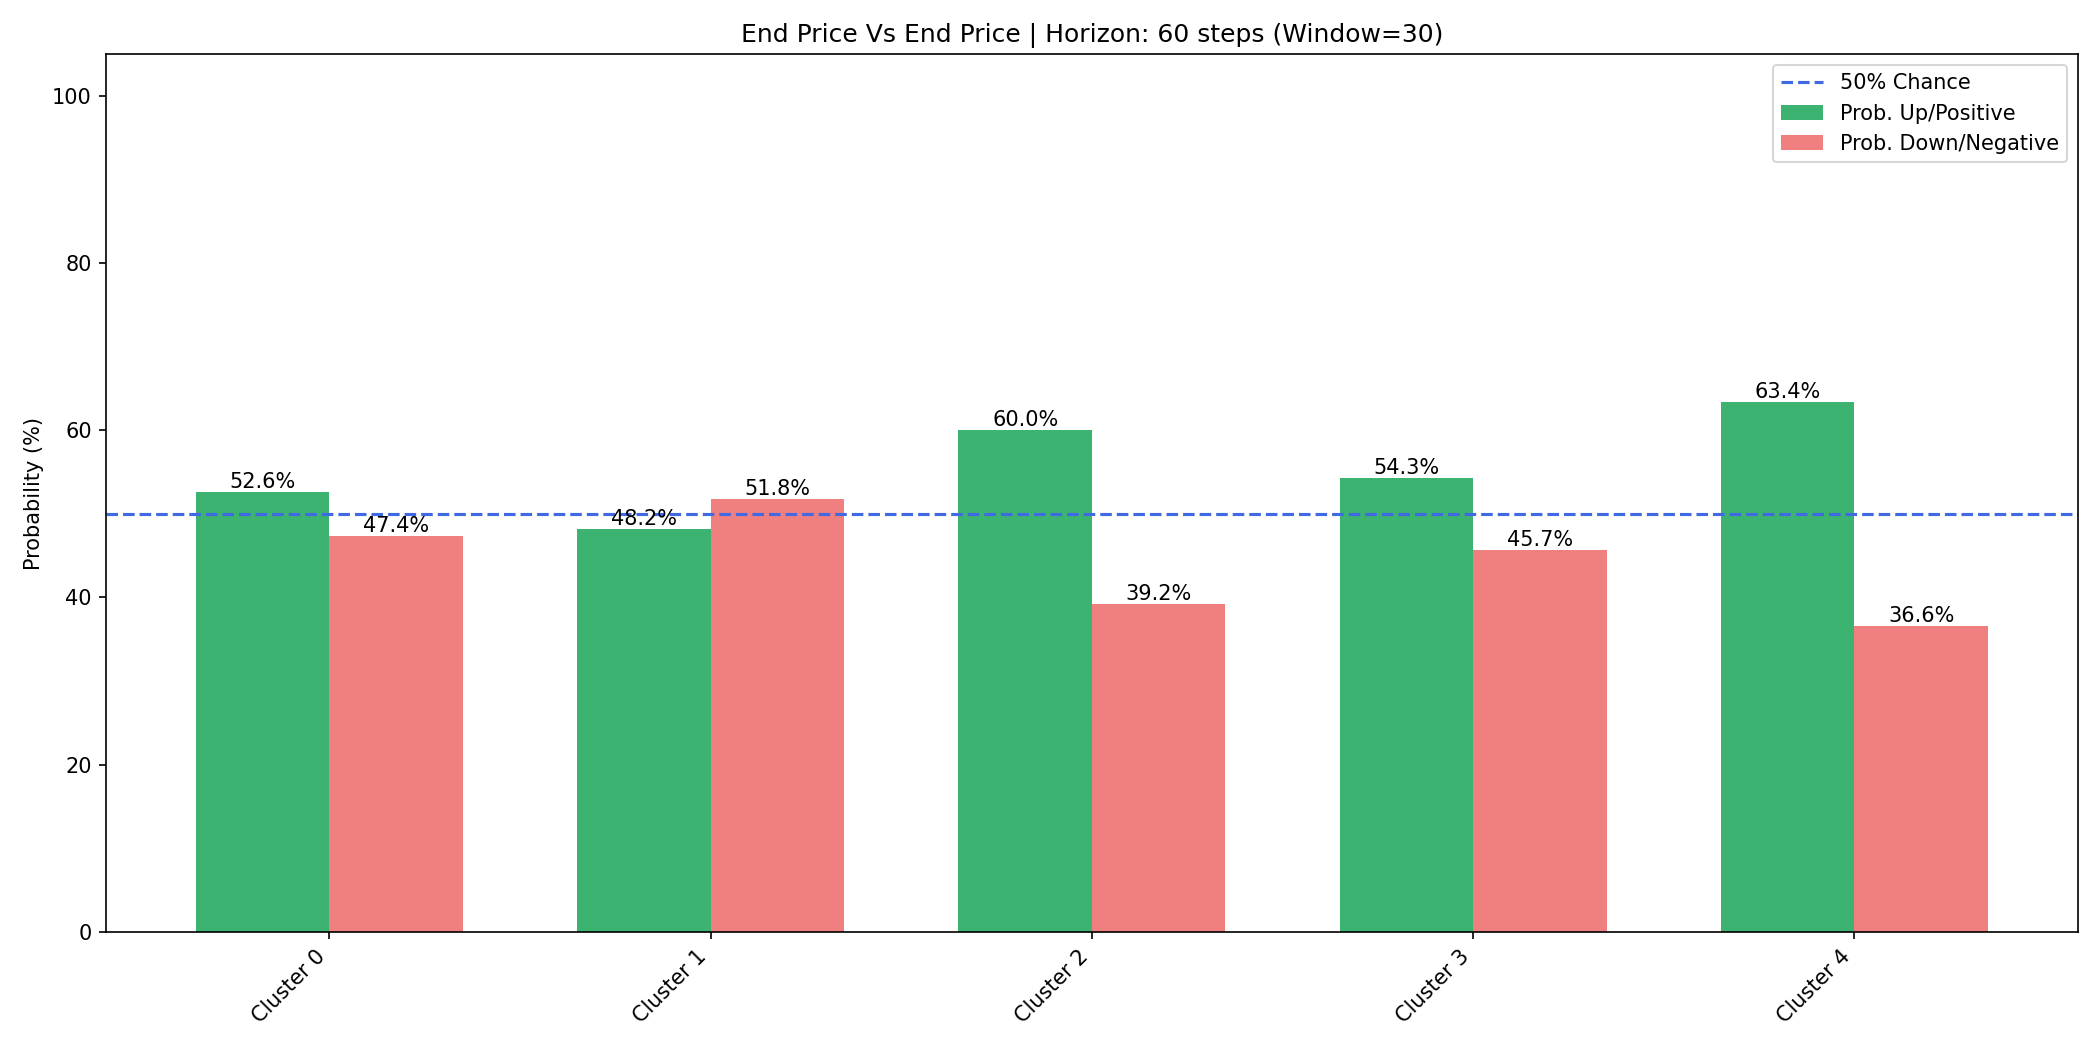 End Price Vs End Price | Horizon: 60 steps (Window=30)
50% Chance
Prob. Up/Positive
Prob. Down/Negative
Probability (%)
100
80
60
40
20
0
52.6%
47.4%
48.2%
51.8%
60.0%
39.2%
54.3%
45.7%
63.4%
36.6%
Cluster 0
Cluster 1
Cluster 2
Cluster 3
Cluster 4